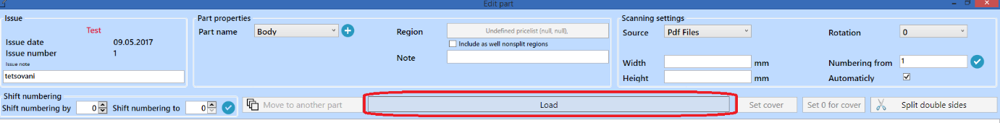 Edit part
Issue
Test
Issue date 09.05.2017
Issue number 1
Issue note
tetsovani
Part properties
Part name Body
Region Undefined pricelist (null, null),
Include as well nonsplit regions
Note
Scanning settings
Source Pdf Files Rotation 0
Width mm Numbering from 1
Height mm Automaticly
Shift numbering
Shift numbering by 0 Shift numbering to 0
Move to another part Load Set cover Set 0 for cover Split double sides